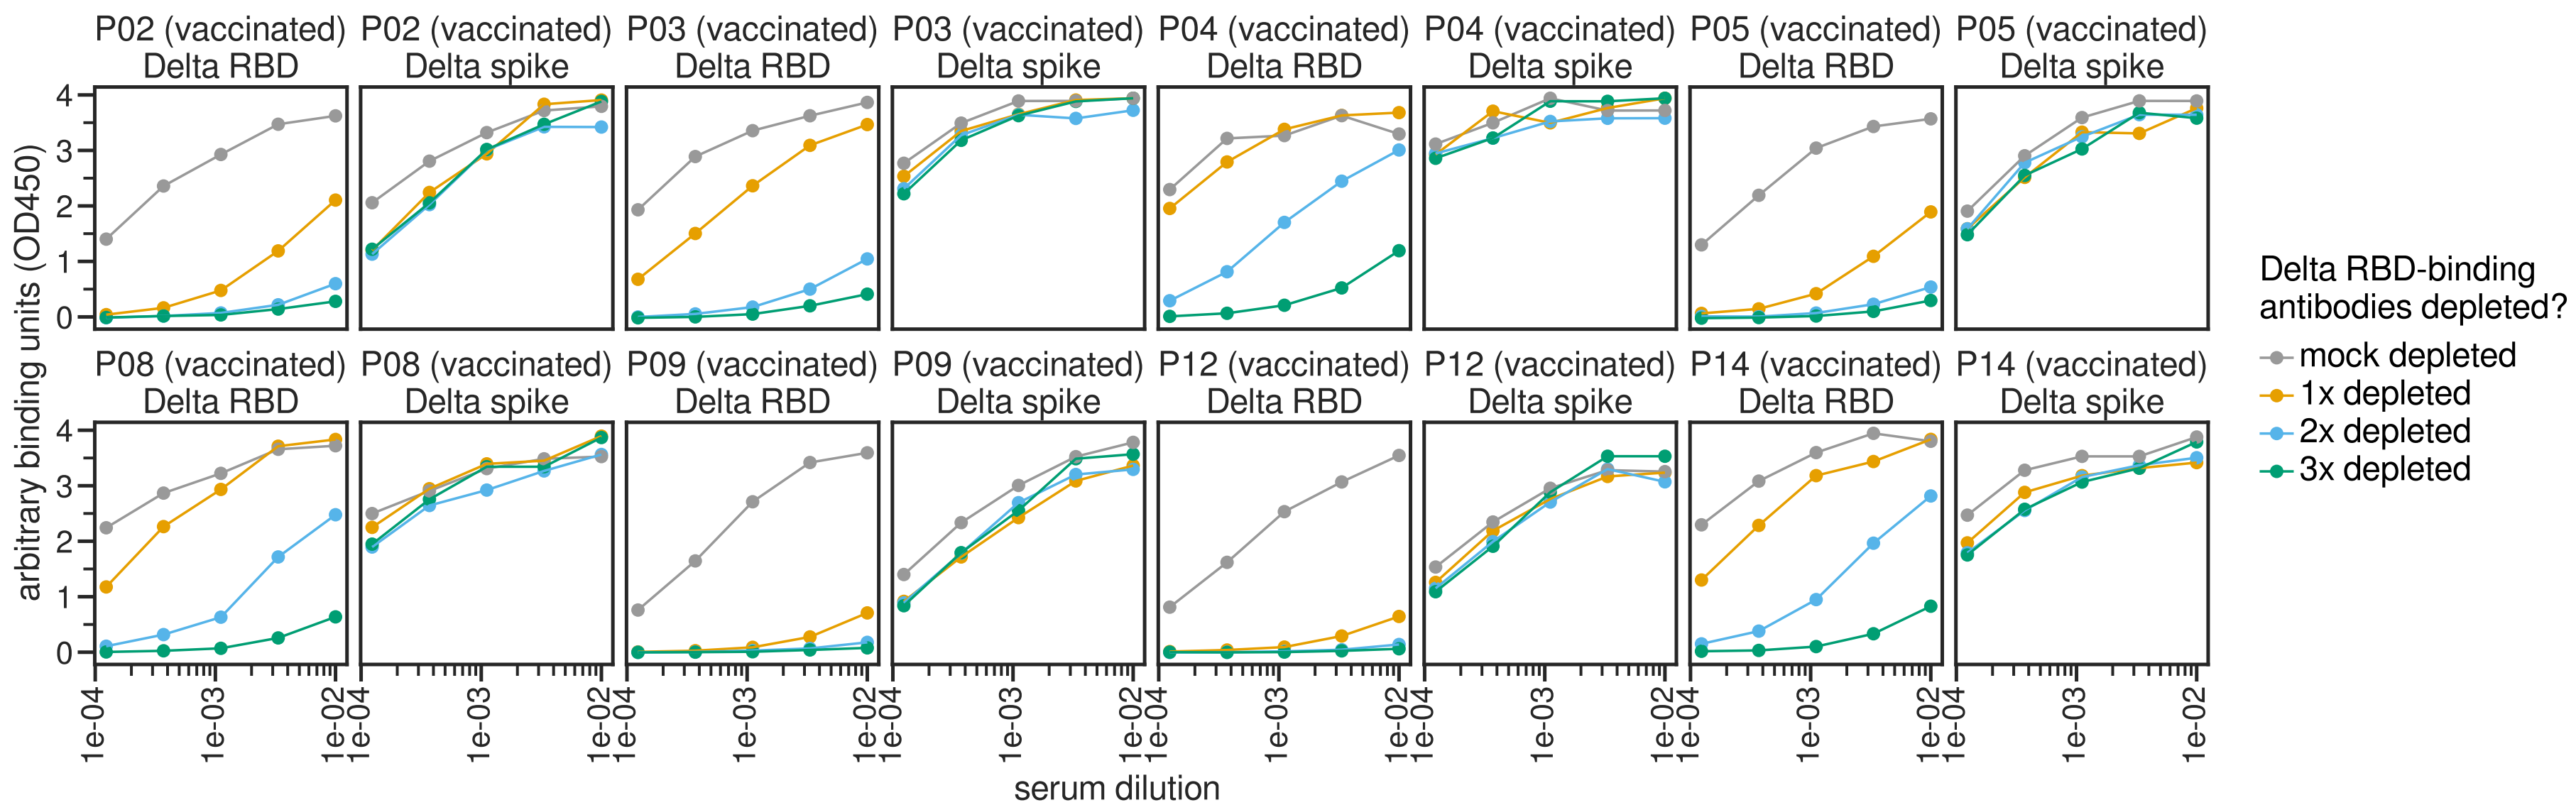 P02 (vaccinated) P02 (vaccinated) P03 (vaccinated) P03 (vaccinated) P04 (vaccinated) P04 (vaccinated) P05 (vaccinated) P05 (vaccinated)
Delta RBD Delta spike Delta RBD Delta spike Delta RBD Delta spike Delta RBD Delta spike
4
3
2
1
0
arbitrary binding units (OD450)
P08 (vaccinated) P08 (vaccinated) P09 (vaccinated) P09 (vaccinated) P12 (vaccinated) P12 (vaccinated) P14 (vaccinated) P14 (vaccinated)
Delta RBD Delta spike Delta RBD Delta spike Delta RBD Delta spike Delta RBD Delta spike
4
3
2
1
0
1e-04 1e-03 1e-02 1e-04 1e-03 1e-02 1e-04 1e-03 1e-02 1e-04 1e-03 1e-02 1e-04 1e-03 1e-02 1e-04 1e-03 1e-02 1e-04 1e-03 1e-02 1e-04 1e-03 1e-02
serum dilution
Delta RBD-binding
antibodies depleted?
mock depleted
1x depleted
2x depleted
3x depleted